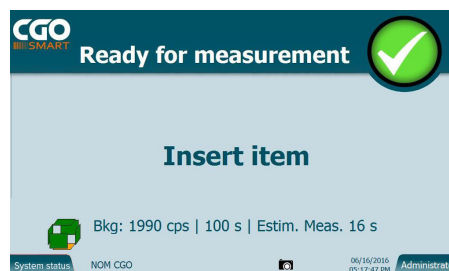 CGO
SMART
Ready for measurement
Insert item
Bkg: 1990 cps | 100 s | Estim. Meas. 16 s
System status
NOM CGO
06/16/2016
05:17:47 PM
Administrat